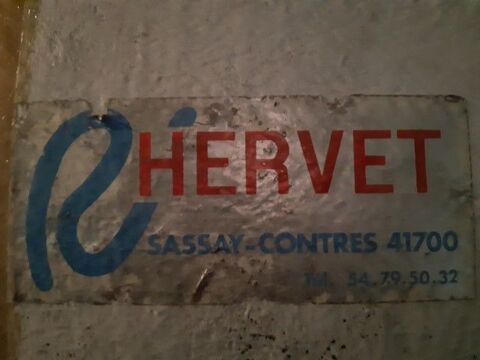 R HERVET
SASSAY-CONTRES 41700
Tél. 54.79.50.32